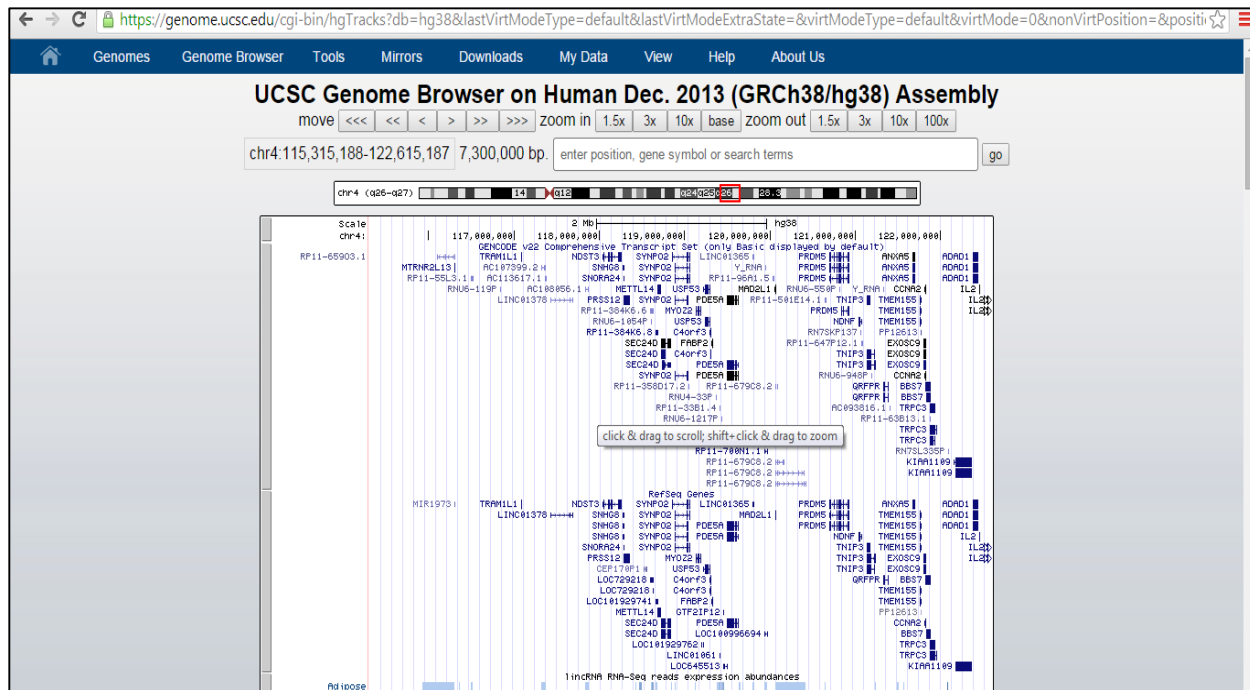 https://genome.ucsc.edu/cgi-bin/hgTracks?db=hg38&lastVirtModeType=default&lastVirtModeExtraState=&virtModeType=default&virtMode=0&nonVirtPosition=&positi
Genomes Genome Browser Tools Mirrors Downloads My Data View Help About Us
UCSC Genome Browser on Human Dec. 2013 (GRCh38/hg38) Assembly
move <<< << < > >> >>> zoom in 1.5x 3x 10x base zoom out 1.5x 3x 10x 100x
chr4:115,315,188-122,615,187 7,300,000 bp. enter position, gene symbol or search terms go
chr4 (q26-q27) 14 q12 q24 q25 q26 28.3
Scale 2 Mb hg38
chr4: 117,000,000 118,000,000 119,000,000 120,000,000 121,000,000 122,000,000
GENCODE v22 Comprehensive Transcript Set (only Basic displayed by default)
RP11-65903.1 TRAM1L1 NDST3 SYNPO2 LINC01365 PRDM5 ANXA5 ADAD1
MTRNR2L13 AC107399.2 SNHG8 SYNPO2 Y_RNA PRDM5 ANXA5 ADAD1
RP11-55L3.1 AC113617.1 SNORA24 SYNPO2 RP11-96A1.5 PRDM5 ANXA5 ADAD1
RNU6-119P AC108056.1 METTL14 USP53 MAD2L1 RNU6-550P Y_RNA CCNA2 IL2
LINC01378 PRSS12 SYNPO2 PDE5A RP11-501E14.1 TNIP3 TMEM155 IL21
RP11-384K6.6 MYOZ2 PRDM5 TMEM155 IL21
RNU6-1054P USP53 NDNF TMEM155
RP11-384K6.8 C4orf3 RN7SKP137 PP12613
SEC24D FABP2 RP11-647P12.1 EXOSC9
SEC24D C4orf3 TNIP3 EXOSC9
SEC24D PDE5A TNIP3 EXOSC9
SYNPO2 PDE5A RNU6-948P CCNA2
RP11-358D17.2 RP11-679C8.2 QRFPR BBS7
RNU4-33P QRFPR BBS7
RP11-33B1.4 AC093816.1 TRPC3
RNU6-1217P RP11-63B13.1
click & drag to scroll; shift+click & drag to zoom TRPC3
TRPC3
RP11-700N1.1 RN7SL335P
RP11-679C8.2 KIAA1109
RP11-679C8.2 KIAA1109
RP11-679C8.2
RefSeq Genes
MIR1973 TRAM1L1 NDST3 SYNPO2 LINC01365 PRDM5 ANXA5 ADAD1
LINC01378 SNHG8 SYNPO2 MAD2L1 PRDM5 TMEM155 ADAD1
SNHG8 SYNPO2 PDE5A PRDM5 TMEM155 ADAD1
SNHG8 SYNPO2 PDE5A NDNF TMEM155 IL2
SNORA24 SYNPO2 TNIP3 TMEM155 IL21
PRSS12 MYOZ2 TNIP3 EXOSC9 IL21
CEP170P1 USP53 TNIP3 EXOSC9
LOC729218 C4orf3 QRFPR BBS7
LOC729218 C4orf3 TMEM155
LOC101929741 FABP2 TMEM155
METTL14 GTF2IP12 PP12613
SEC24D PDE5A CCNA2
SEC24D LOC100996694 BBS7
LOC101929762 TRPC3
LINC01061 TRPC3
LOC645513 KIAA1109
lincRNA RNA-Seq reads expression abundances
Adipose